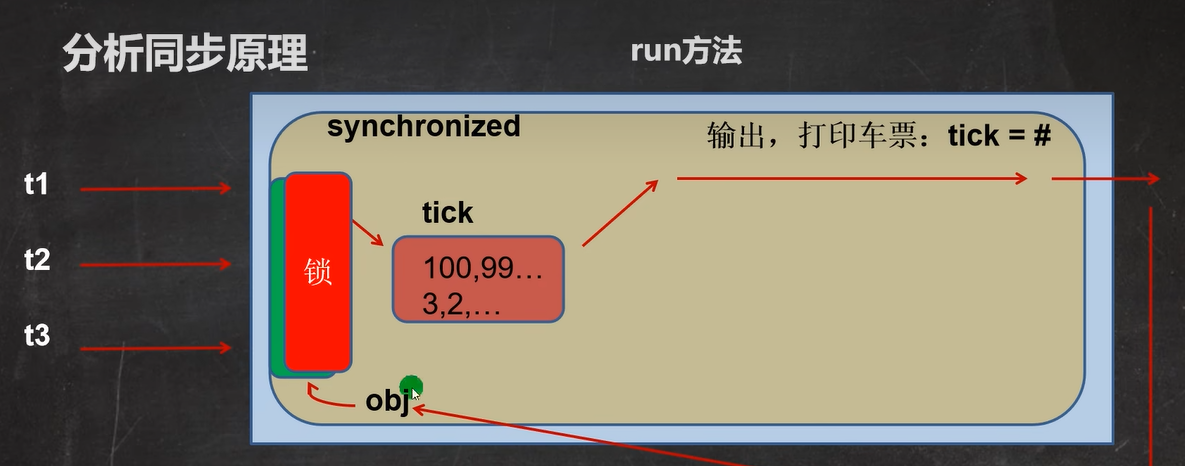 分析同步原理
run方法
synchronized
输出，打印车票：tick = #
t1
t2
t3
锁
tick
100,99…
3,2,…
obj